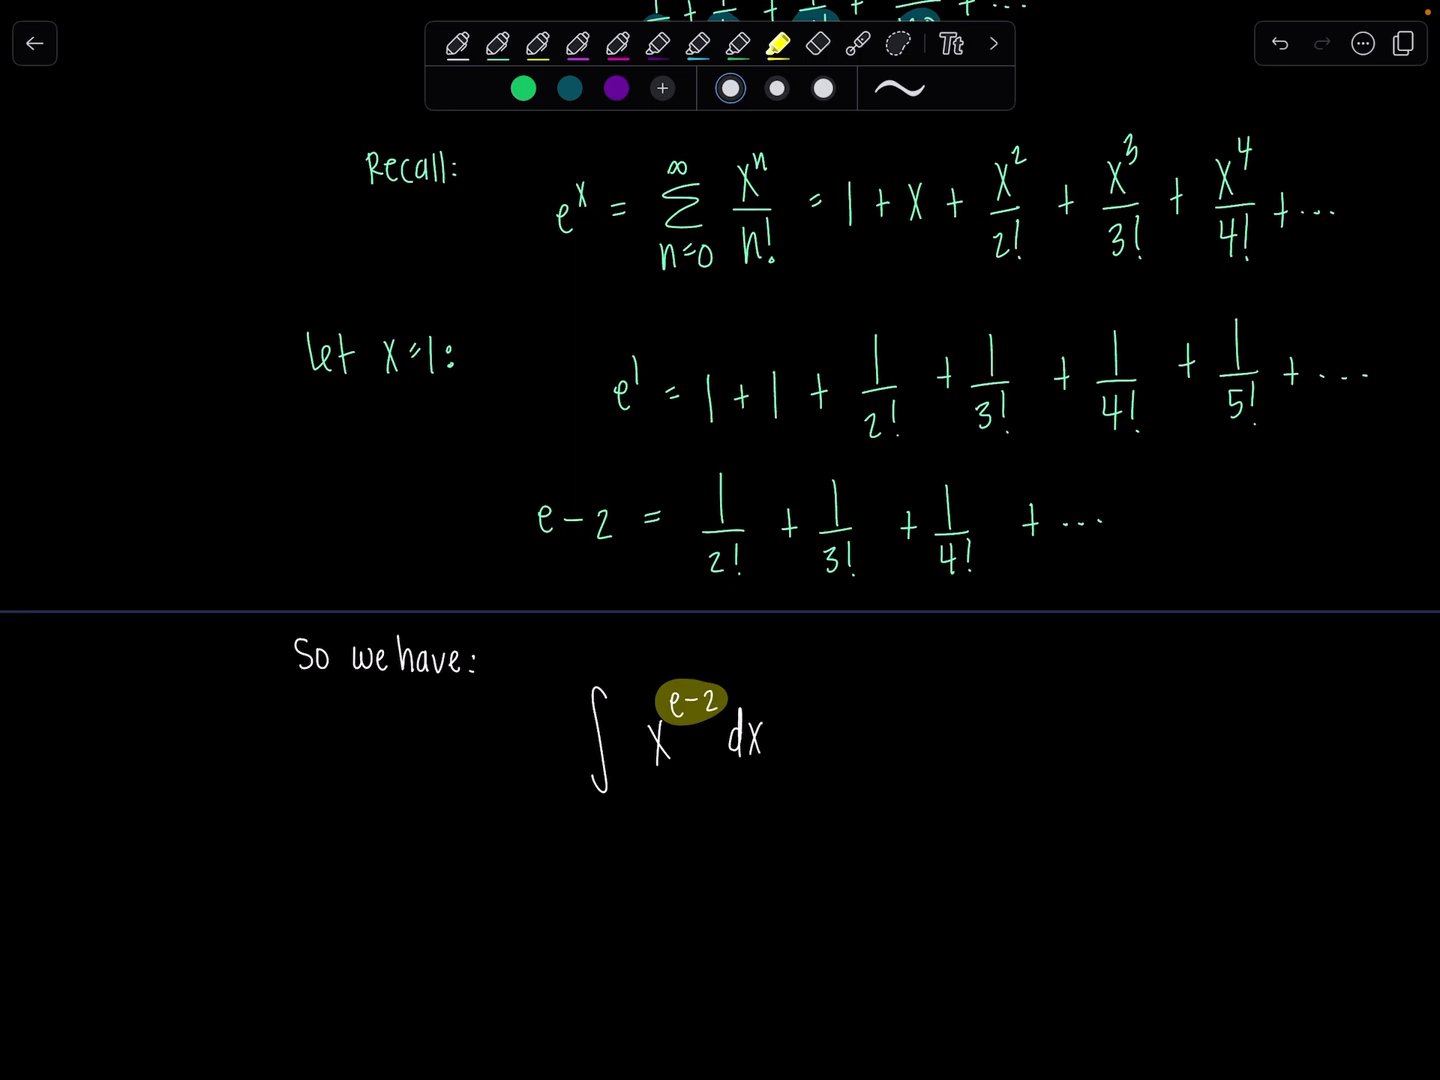 Tt
Recall:
e^x = ∑_{n=0}^{∞} x^n/n! = 1 + x + x^2/2! + x^3/3! + x^4/4! + ...
let x=1:
e^1 = 1 + 1 + 1/2! + 1/3! + 1/4! + 1/5! + ...
e-2 = 1/2! + 1/3! + 1/4! + ...
So we have:
∫ x^{e-2} dx